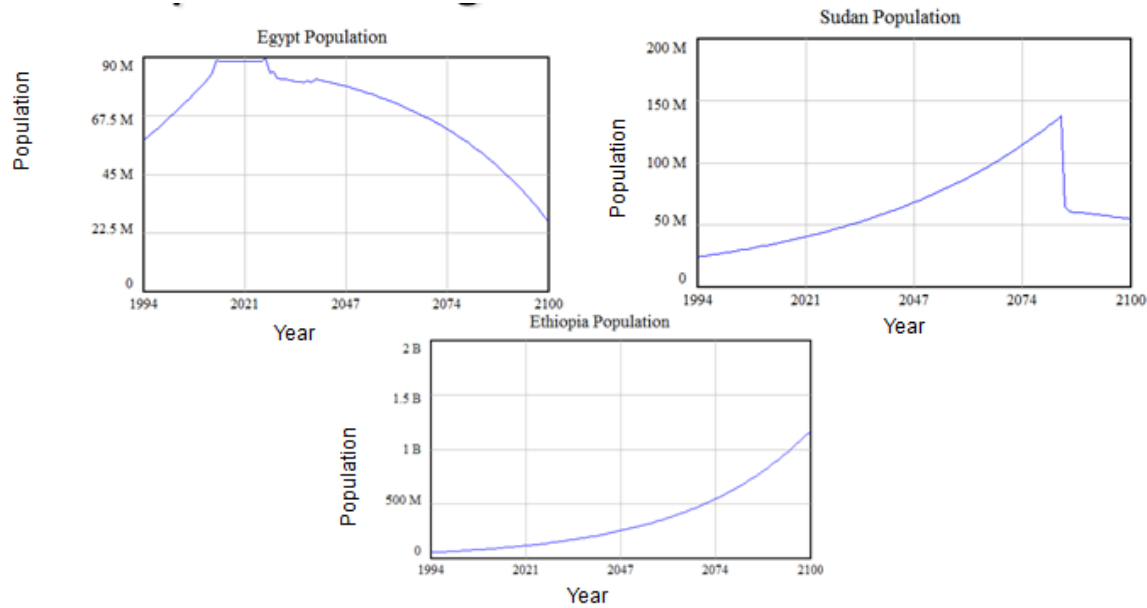 Egypt Population
Population
90 M
67.5 M
45 M
22.5 M
0
1994 2021 2047 2074 2100
Year
Sudan Population
Population
200 M
150 M
100 M
50 M
0
1994 2021 2047 2074 2100
Year
Ethiopia Population
Population
2 B
1.5 B
1 B
500 M
0
1994 2021 2047 2074 2100
Year